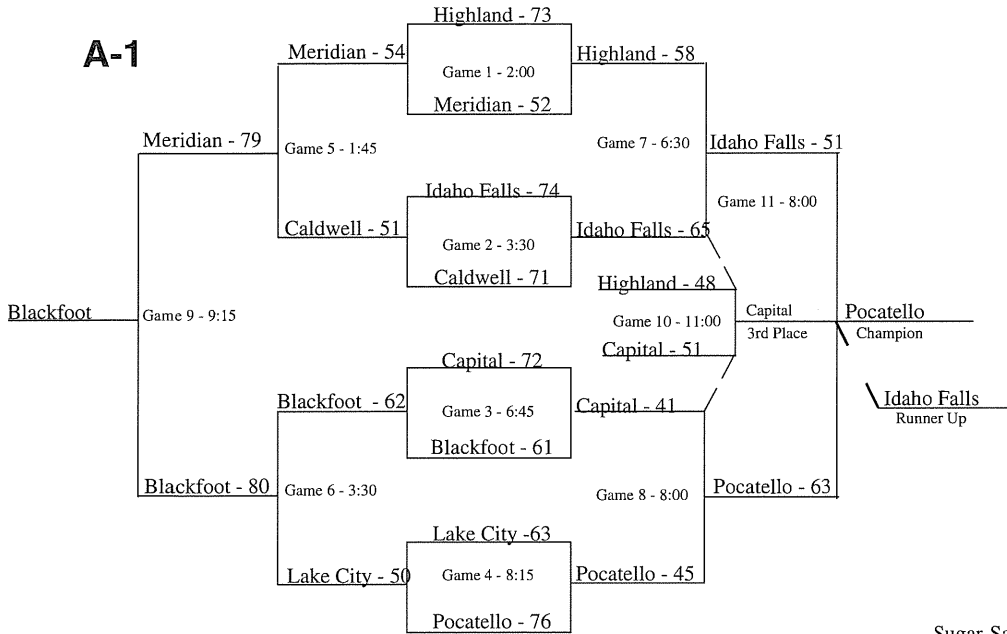 A-1
Highland - 73
Meridian - 54
Game 1 - 2:00
Highland - 58
Meridian - 52
Meridian - 79
Game 5 - 1:45
Game 7 - 6:30
Idaho Falls - 51
Idaho Falls - 74
Game 11 - 8:00
Caldwell - 51
Game 2 - 3:30
Idaho Falls - 65
Caldwell - 71
Highland - 48
Blackfoot
Game 9 - 9:15
Game 10 - 11:00
Capital
3rd Place
Pocatello
Champion
Capital - 51
Capital - 72
Blackfoot - 62
Game 3 - 6:45
Capital - 41
Idaho Falls
Runner Up
Blackfoot - 61
Blackfoot - 80
Game 6 - 3:30
Game 8 - 8:00
Pocatello - 63
Lake City -63
Lake City - 50
Game 4 - 8:15
Pocatello - 45
Pocatello - 76